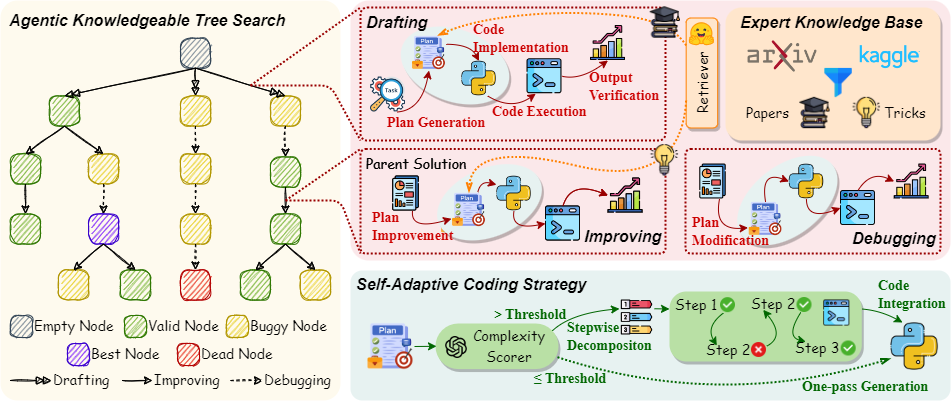 Agentic Knowledgeable Tree Search
Empty Node
Valid Node
Buggy Node
Best Node
Dead Node
Drafting
Improving
Debugging
Drafting
Task
Plan Generation
Plan
Code
Implementation
Code Execution
Output
Verification
Retriever
Expert Knowledge Base
arXiv
kaggle
Papers
Tricks
Parent Solution
Plan
Improvement
Plan
Improving
Plan
Modification
Plan
Debugging
Self-Adaptive Coding Strategy
Plan
Complexity
Scorer
> Threshold
≤ Threshold
Stepwise
Decompositon
1
2
3
Step 1
Step 2
Step 2
Step 3
Code
Integration
One-pass Generation